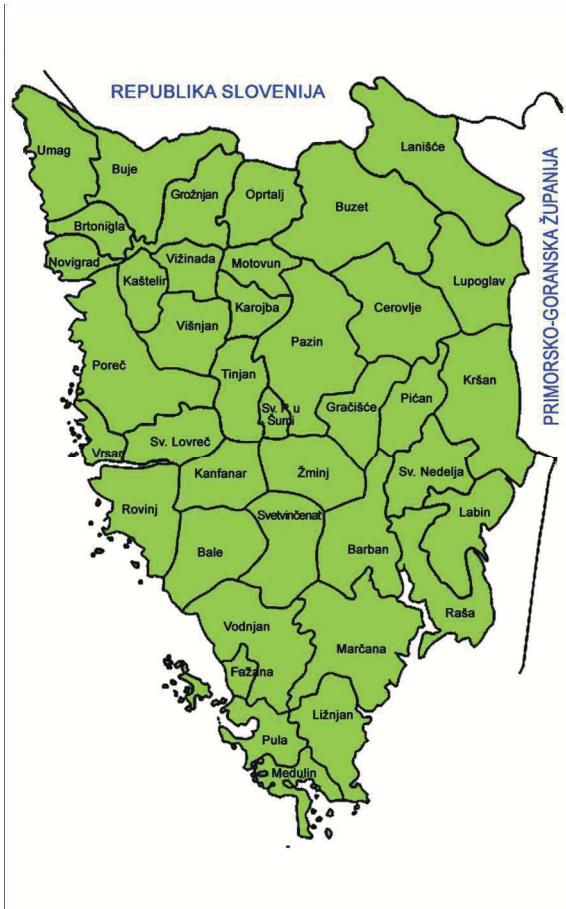 REPUBLIKA SLOVENIJA
PRIMORSKO-GORANSKA ŽUPANIJA
Umag
Buje
Grožnjan
Oprtalj
Lanišće
Buzet
Brtonigla
Novigrad
Kaštelir
Vižinada
Motovun
Lupoglav
Karojba
Cerovlje
Višnjan
Pazin
Poreč
Tinjan
Kršan
Sv. P. u
Šumi
Gračišće
Pićan
Vrsar
Sv. Lovreč
Kanfanar
Žminj
Sv. Nedelja
Rovinj
Svetvinčenat
Labin
Bale
Barban
Raša
Vodnjan
Marčana
Fažana
Ližnjan
Pula
Medulin